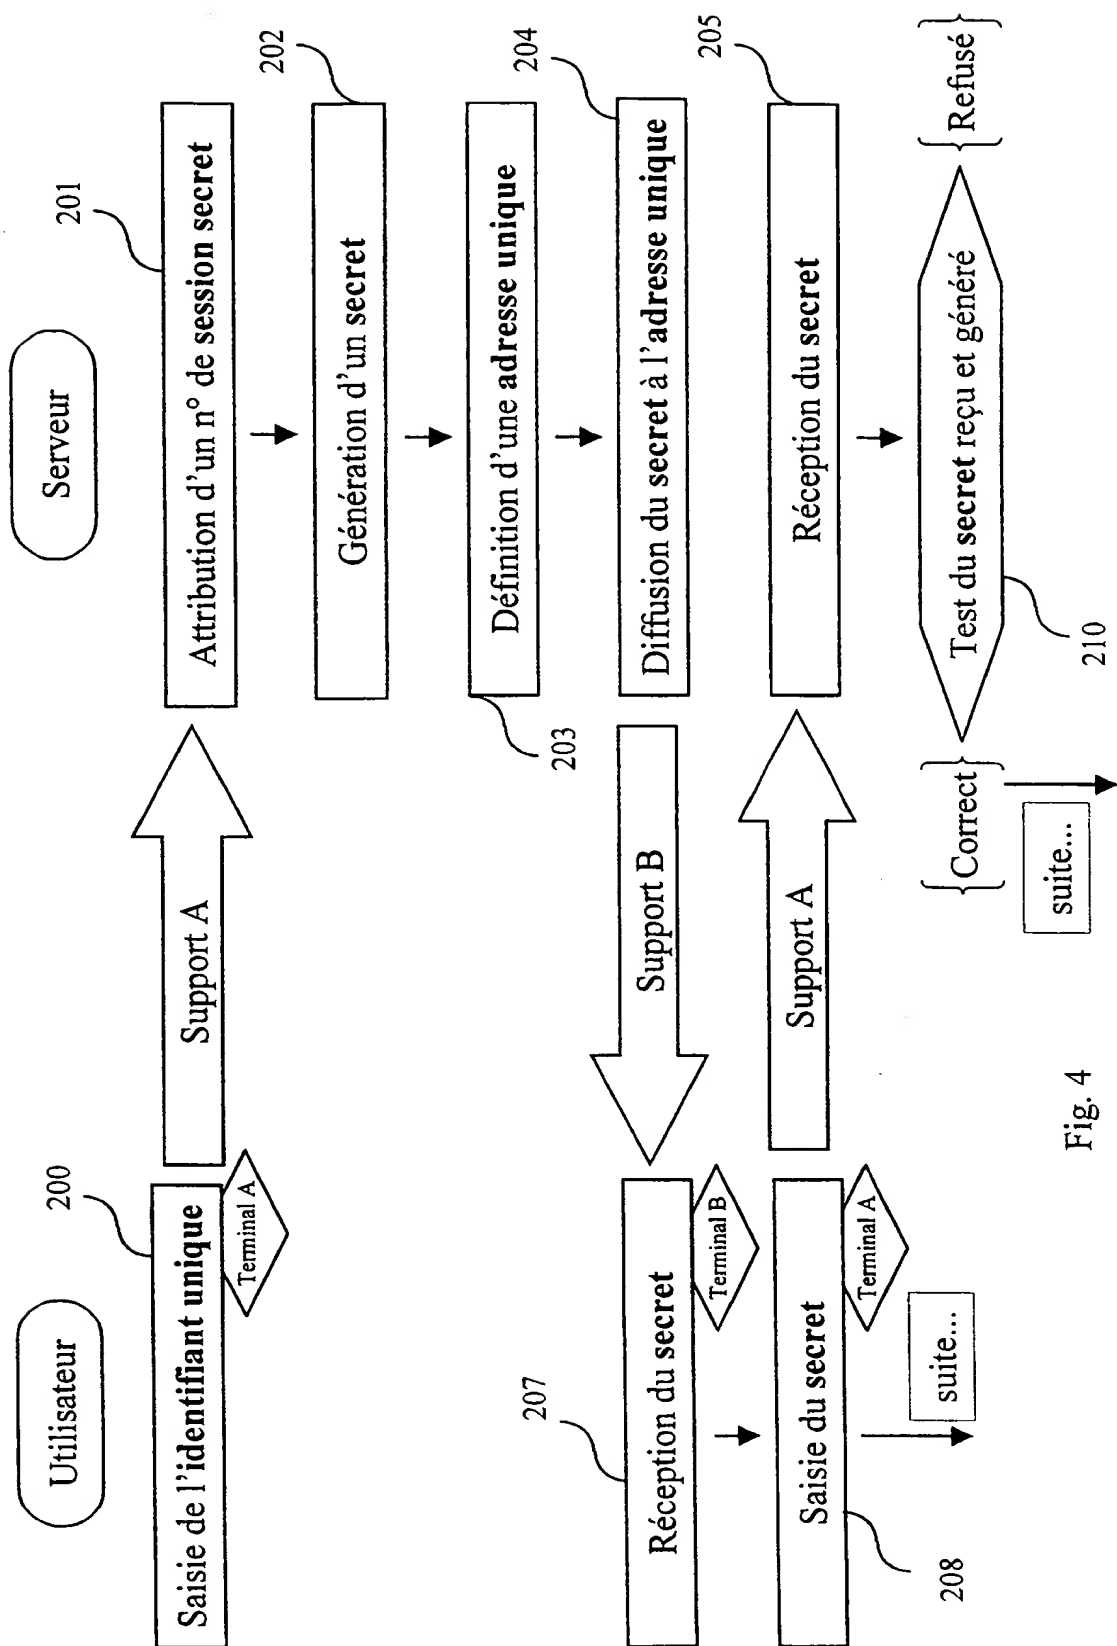 Utilisateur
Serveur
200
201
Saisie de l'identifiant unique
Terminal A
Support A
Attribution d'un n° de session secret
202
Génération d'un secret
203
Définition d'une adresse unique
204
Diffusion du secret à l'adresse unique
Support B
207
Réception du secret
Terminal B
205
Saisie du secret
Terminal A
Support A
Réception du secret
208
suite...
{Correct}
Test du secret reçu et généré
{Refusé}
210
suite...
Fig. 4